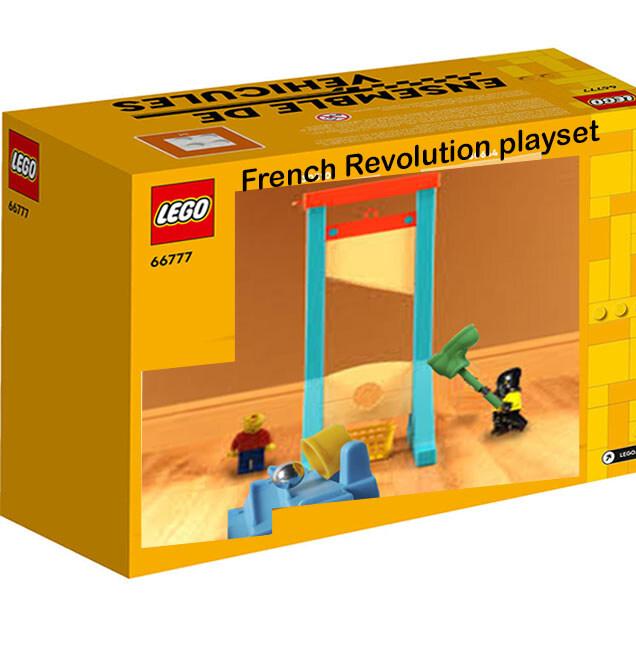 ENSEMBLE DE
VÉHICULES
66777
LEGO
LEGO
66777
French Revolution playset
LEGO
66777
LEGO.